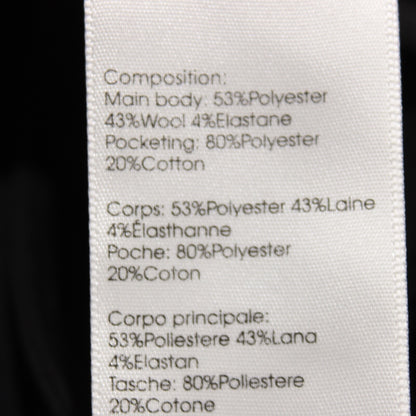 Composition:
Main body: 53%Polyester
43%Wool 4%Elastane
Pocketing: 80%Polyester
20%Cotton
Corps: 53%Polyester 43%Laine
4%Élasthanne
Poche: 80%Polyester
20%Coton
Corpo principale:
53%Poliestere 43%Lana
4%Elastan
Tasche: 80%Poliestere
20%Cotone